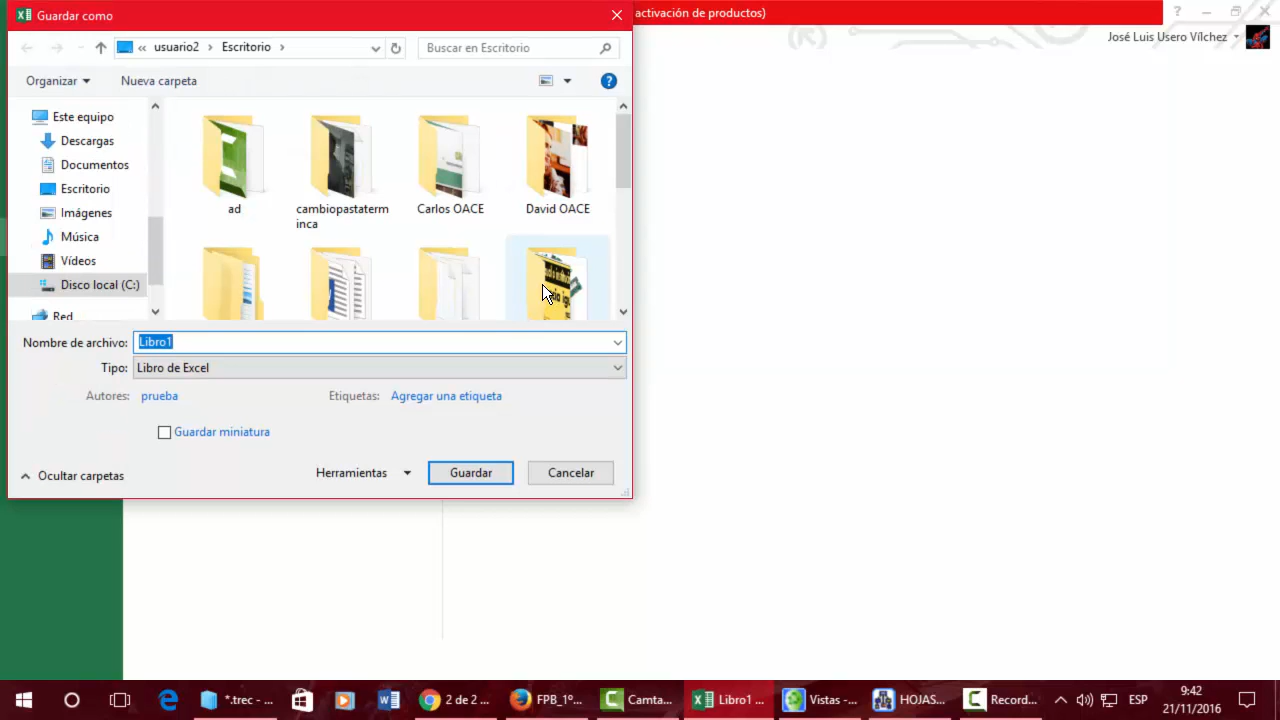 Guardar como
activación de productos)
José Luis Usero Vílchez
« usuario2 › Escritorio ›
Buscar en Escritorio
Organizar
Nueva carpeta
Este equipo
Descargas
Documentos
Escritorio
Imágenes
Música
Vídeos
Disco local (C:)
Red
ad
cambiopastaterm
inca
Carlos OACE
David OACE
Nombre de archivo: Libro1
Tipo: Libro de Excel
Autores: prueba
Etiquetas: Agregar una etiqueta
Guardar miniatura
Ocultar carpetas
Herramientas
Guardar
Cancelar
*.trec - ...
2 de 2 ...
FPB_1º...
Camta...
Libro1 ...
Vistas -...
HOJAS...
Record...
ESP
9:42
21/11/2016